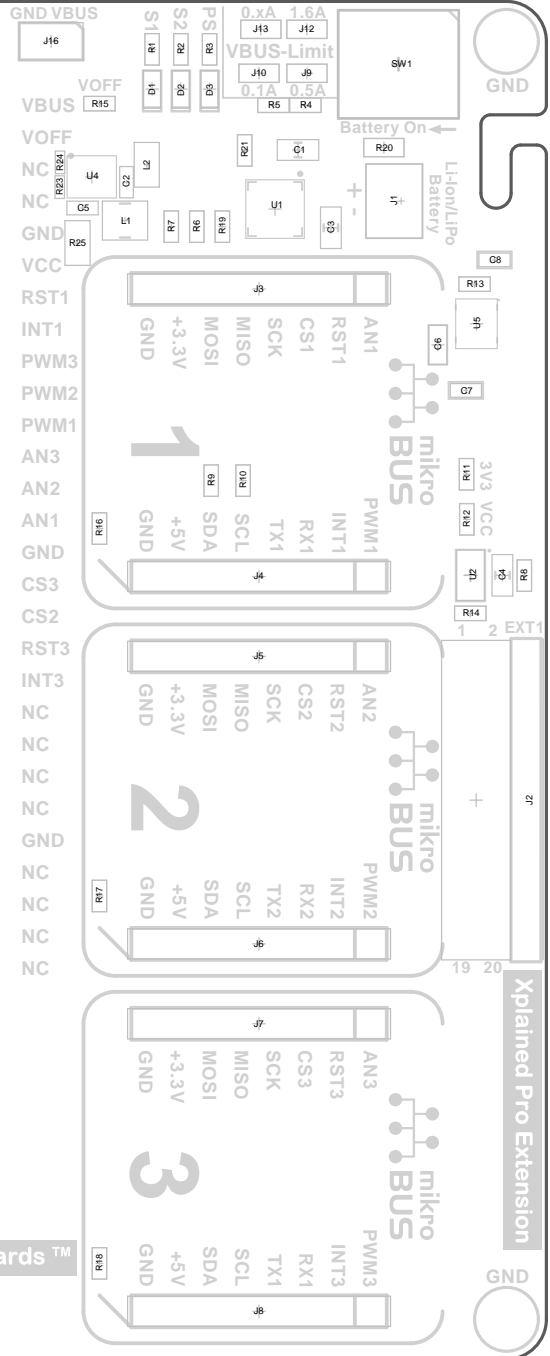 GND VBUS
J16
S1
S2
PS
R1
R2
R3
D1
D2
D3
0.xA 1.6A
J13
J12
VBUS-Limit
J10
J9
0.1A 0.5A
R5
R4
SW1
Battery On
GND
VOFF
R15
VBUS
VOFF
NC
NC
GND
VCC
RST1
INT1
PWM3
PWM2
PWM1
AN3
AN2
AN1
GND
CS3
CS2
RST3
INT3
NC
NC
NC
NC
GND
NC
NC
NC
NC
R24
R23
U4
C2
L2
C5
L1
R25
R7
R6
R19
R21
C1
U1
C3
R20
+
-
J1
Li-Ion/LiPo
Battery
C8
R13
U5
C6
C7
R11
3V3
R12
VCC
U2
C4
R8
R14
J3
GND
+3.3V
MOSI
MISO
SCK
CS1
RST1
AN1
1
mikro
BUS
R9
R10
R16
GND
+5V
SDA
SCL
TX1
RX1
INT1
PWM1
J4
1 2 EXT1
J2
19 20
J5
GND
+3.3V
MOSI
MISO
SCK
CS2
RST2
AN2
2
mikro
BUS
R17
GND
+5V
SDA
SCL
TX2
RX2
INT2
PWM2
J6
Xplained Pro Extension
J7
GND
+3.3V
MOSI
MISO
SCK
CS3
RST3
AN3
3
mikro
BUS
R18
GND
+5V
SDA
SCL
TX1
RX1
INT3
PWM3
J8
ards ™
GND